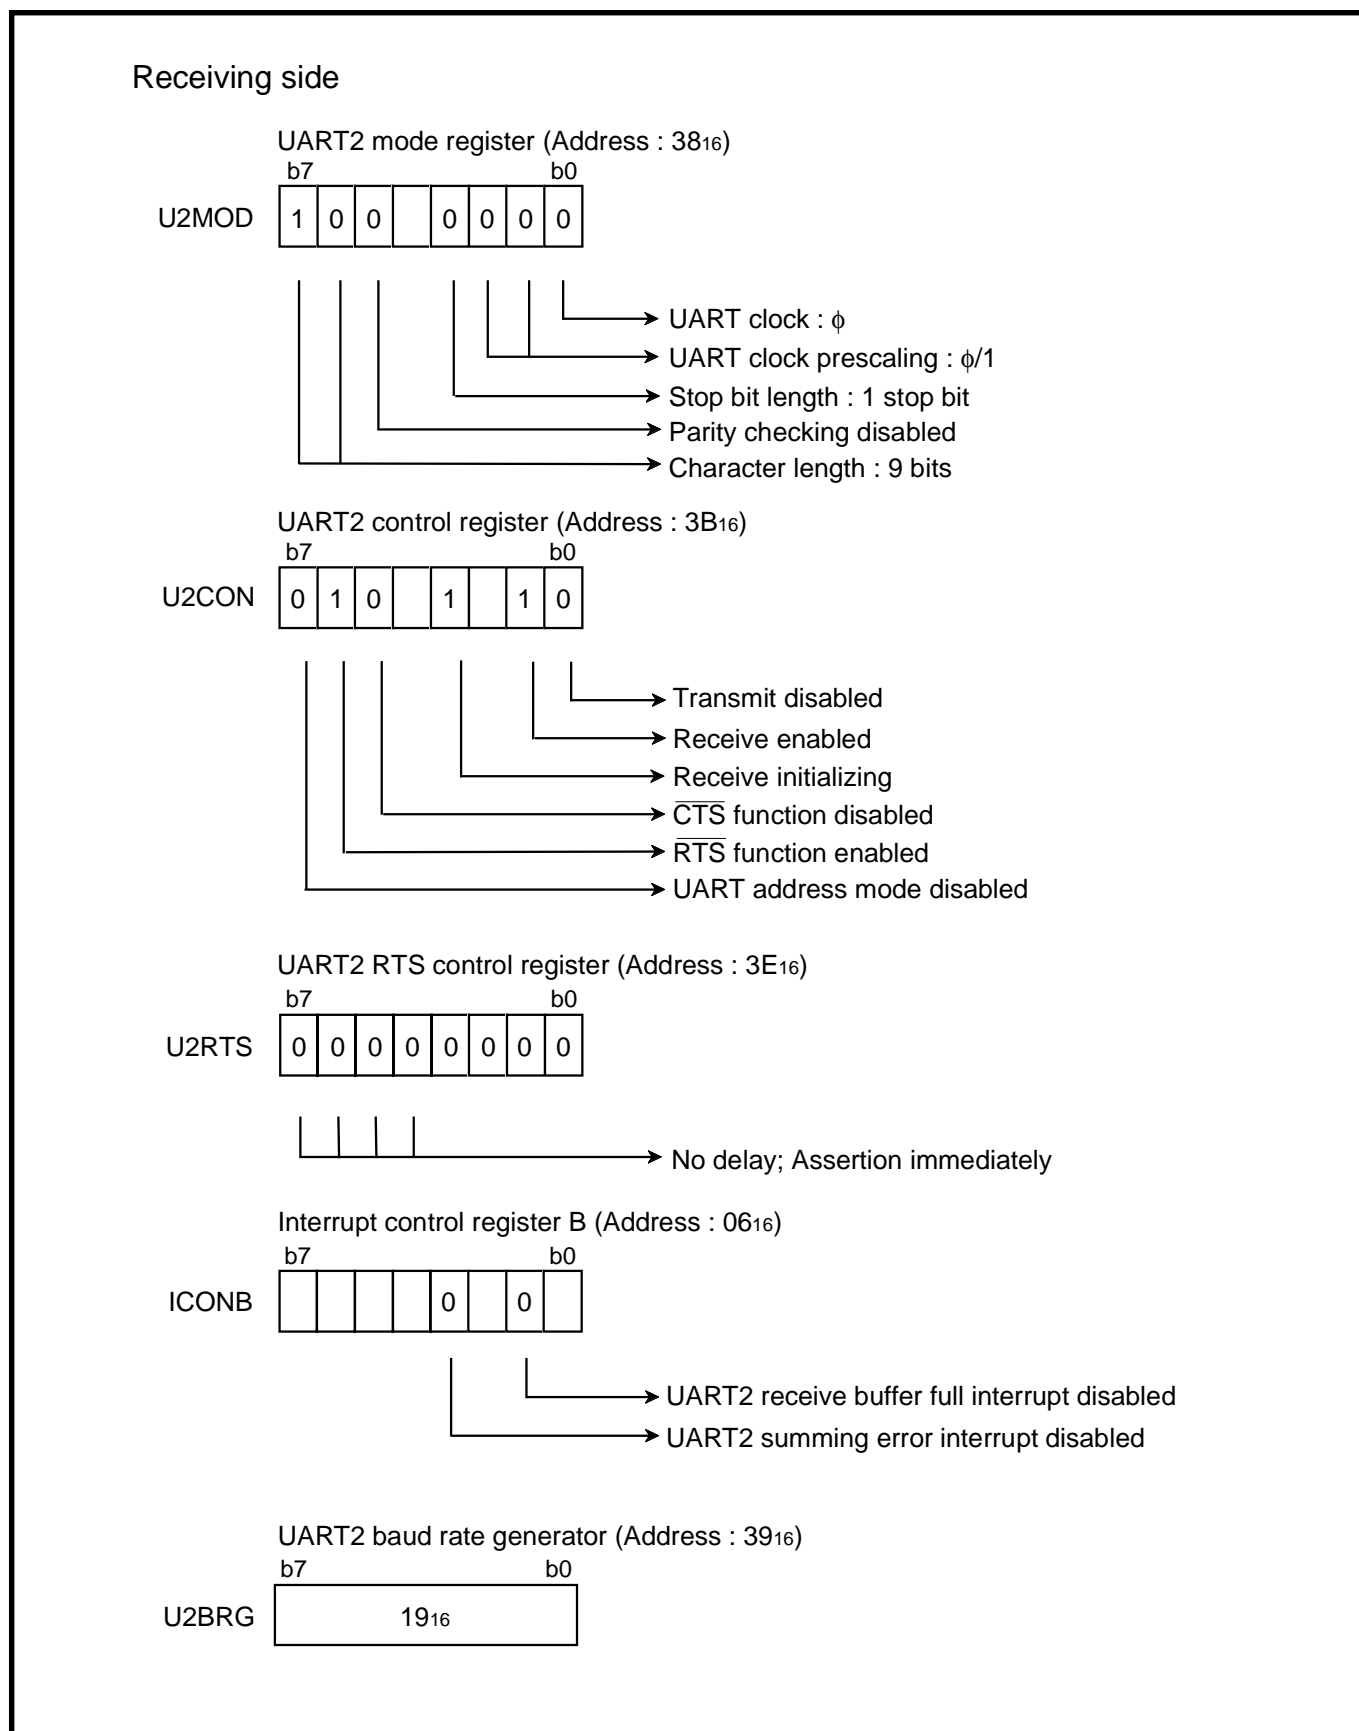 Receiving side
UART2 mode register (Address : 38₁₆)
b7 b0
U2MOD 1 0 0 0 0 0 0
UART clock : ϕ
UART clock prescaling : ϕ/1
Stop bit length : 1 stop bit
Parity checking disabled
Character length : 9 bits
UART2 control register (Address : 3B₁₆)
b7 b0
U2CON 0 1 0 1 1 0
Transmit disabled
Receive enabled
Receive initializing
C̅T̅S̅ function disabled
R̅T̅S̅ function enabled
UART address mode disabled
UART2 RTS control register (Address : 3E₁₆)
b7 b0
U2RTS 0 0 0 0 0 0 0 0
No delay; Assertion immediately
Interrupt control register B (Address : 06₁₆)
b7 b0
ICONB 0 0
UART2 receive buffer full interrupt disabled
UART2 summing error interrupt disabled
UART2 baud rate generator (Address : 39₁₆)
b7 b0
U2BRG 19₁₆